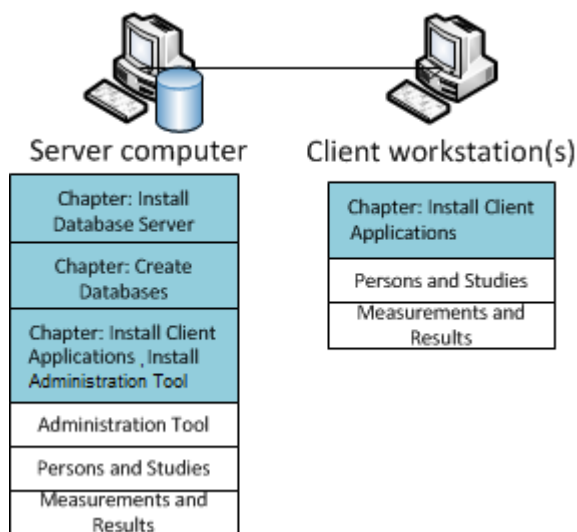 Server computer
Chapter: Install
Database Server
Chapter: Create
Databases
Chapter: Install Client
Applications , Install
Administration Tool
Administration Tool
Persons and Studies
Measurements and
Results
Client workstation(s)
Chapter: Install Client
Applications
Persons and Studies
Measurements and
Results